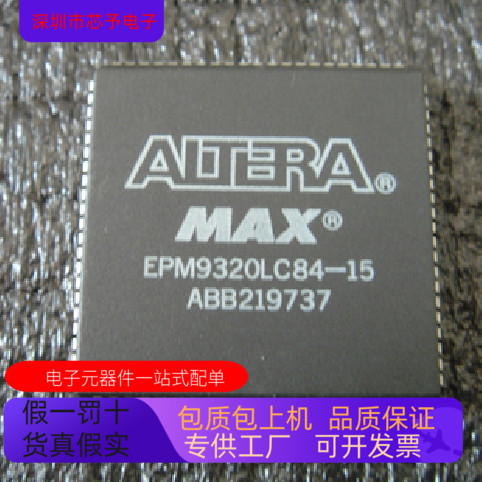 深圳市芯予电子
ALTERA®
MAX®
EPM9320LC84-15
ABB219737
电子元器件一站式配单
假一罚十
货真假实
包质包上机 品质保证
专供工厂 可开发票